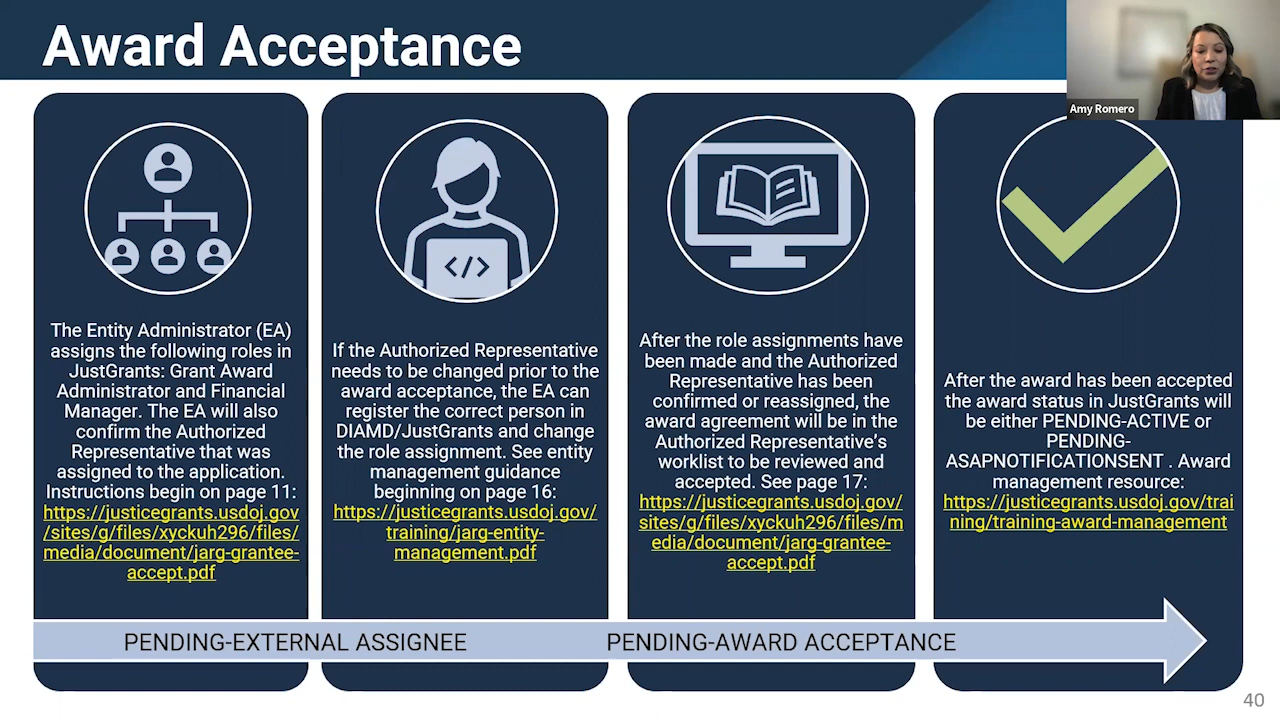 Award Acceptance
Amy Romero
The Entity Administrator (EA)
assigns the following roles in
JustGrants: Grant Award
Administrator and Financial
Manager. The EA will also
confirm the Authorized
Representative that was
assigned to the application.
Instructions begin on page 11:
https://justicegrants.usdoj.gov
/sites/g/files/xyckuh296/files/
media/document/jarg-grantee-
accept.pdf
If the Authorized Representative
needs to be changed prior to the
award acceptance, the EA can
register the correct person in
DIAMD/JustGrants and change
the role assignment. See entity
management guidance
beginning on page 16:
https://justicegrants.usdoj.gov/
training/jarg-entity-
management.pdf
After the role assignments have
been made and the Authorized
Representative has been
confirmed or reassigned, the
award agreement will be in the
Authorized Representative's
worklist to be reviewed and
accepted. See page 17:
https://justicegrants.usdoj.gov/
sites/g/files/xyckuh296/files/m
edia/document/jarg-grantee-
accept.pdf
After the award has been accepted
the award status in JustGrants will
be either PENDING-ACTIVE or
PENDING-
ASAPNOTIFICATIONSENT . Award
management resource:
https://justicegrants.usdoj.gov/trai
ning/training-award-management
PENDING-EXTERNAL ASSIGNEE
PENDING-AWARD ACCEPTANCE
40